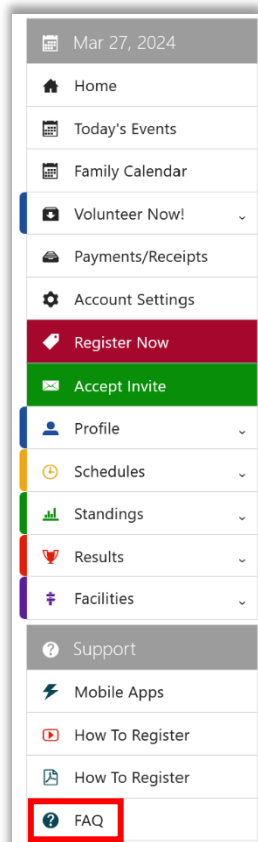 Mar 27, 2024
Home
Today's Events
Family Calendar
Volunteer Now!
Payments/Receipts
Account Settings
Register Now
Accept Invite
Profile
Schedules
Standings
Results
Facilities
Support
Mobile Apps
How To Register
How To Register
FAQ